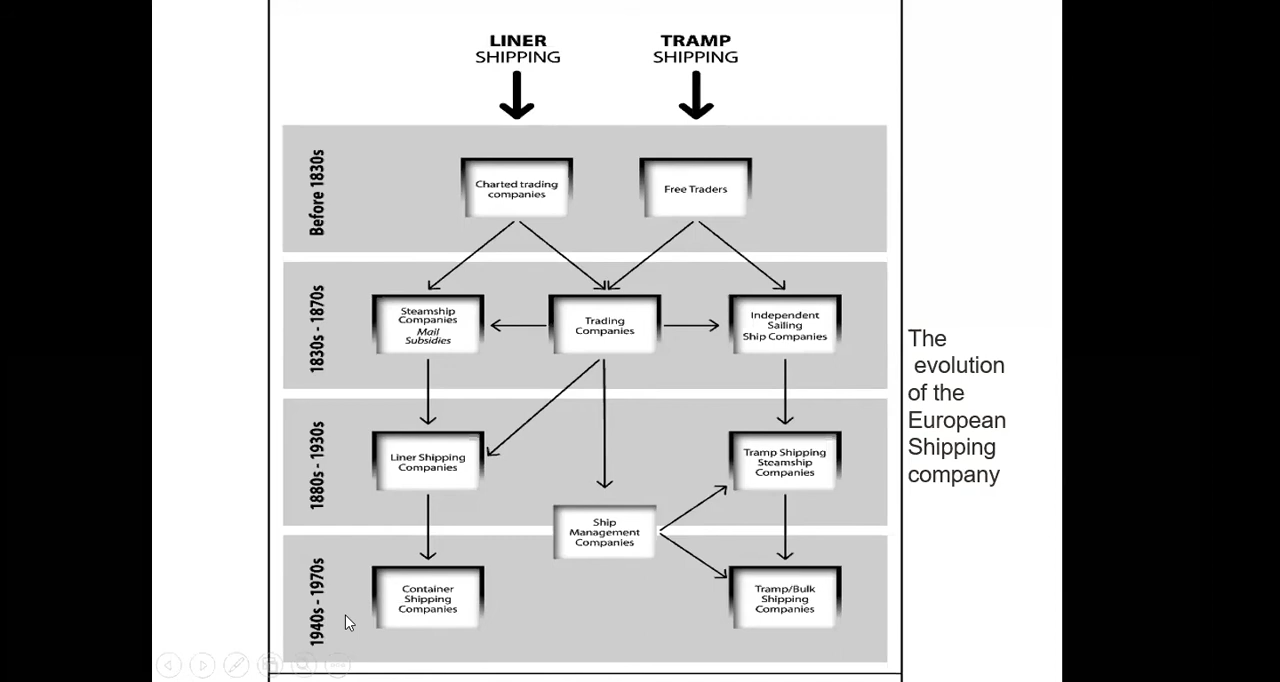 LINER
SHIPPING
TRAMP
SHIPPING
Before 1830s
Charted trading
companies
Free Traders
1830s - 1870s
Steamship
Companies
Mail
Subsidies
Trading
Companies
Independent
Sailing
Ship Companies
1880s - 1930s
Liner Shipping
Companies
Tramp Shipping
Steamship
Companies
Ship
Management
Companies
1940s - 1970s
Container
Shipping
Companies
Tramp/Bulk
Shipping
Companies
The
evolution
of the
European
Shipping
company